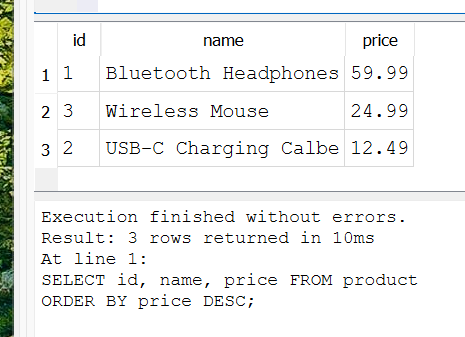 id name price
1 1 Bluetooth Headphones 59.99
2 3 Wireless Mouse 24.99
3 2 USB-C Charging Calbe 12.49
Execution finished without errors.
Result: 3 rows returned in 10ms
At line 1:
SELECT id, name, price FROM product
ORDER BY price DESC;